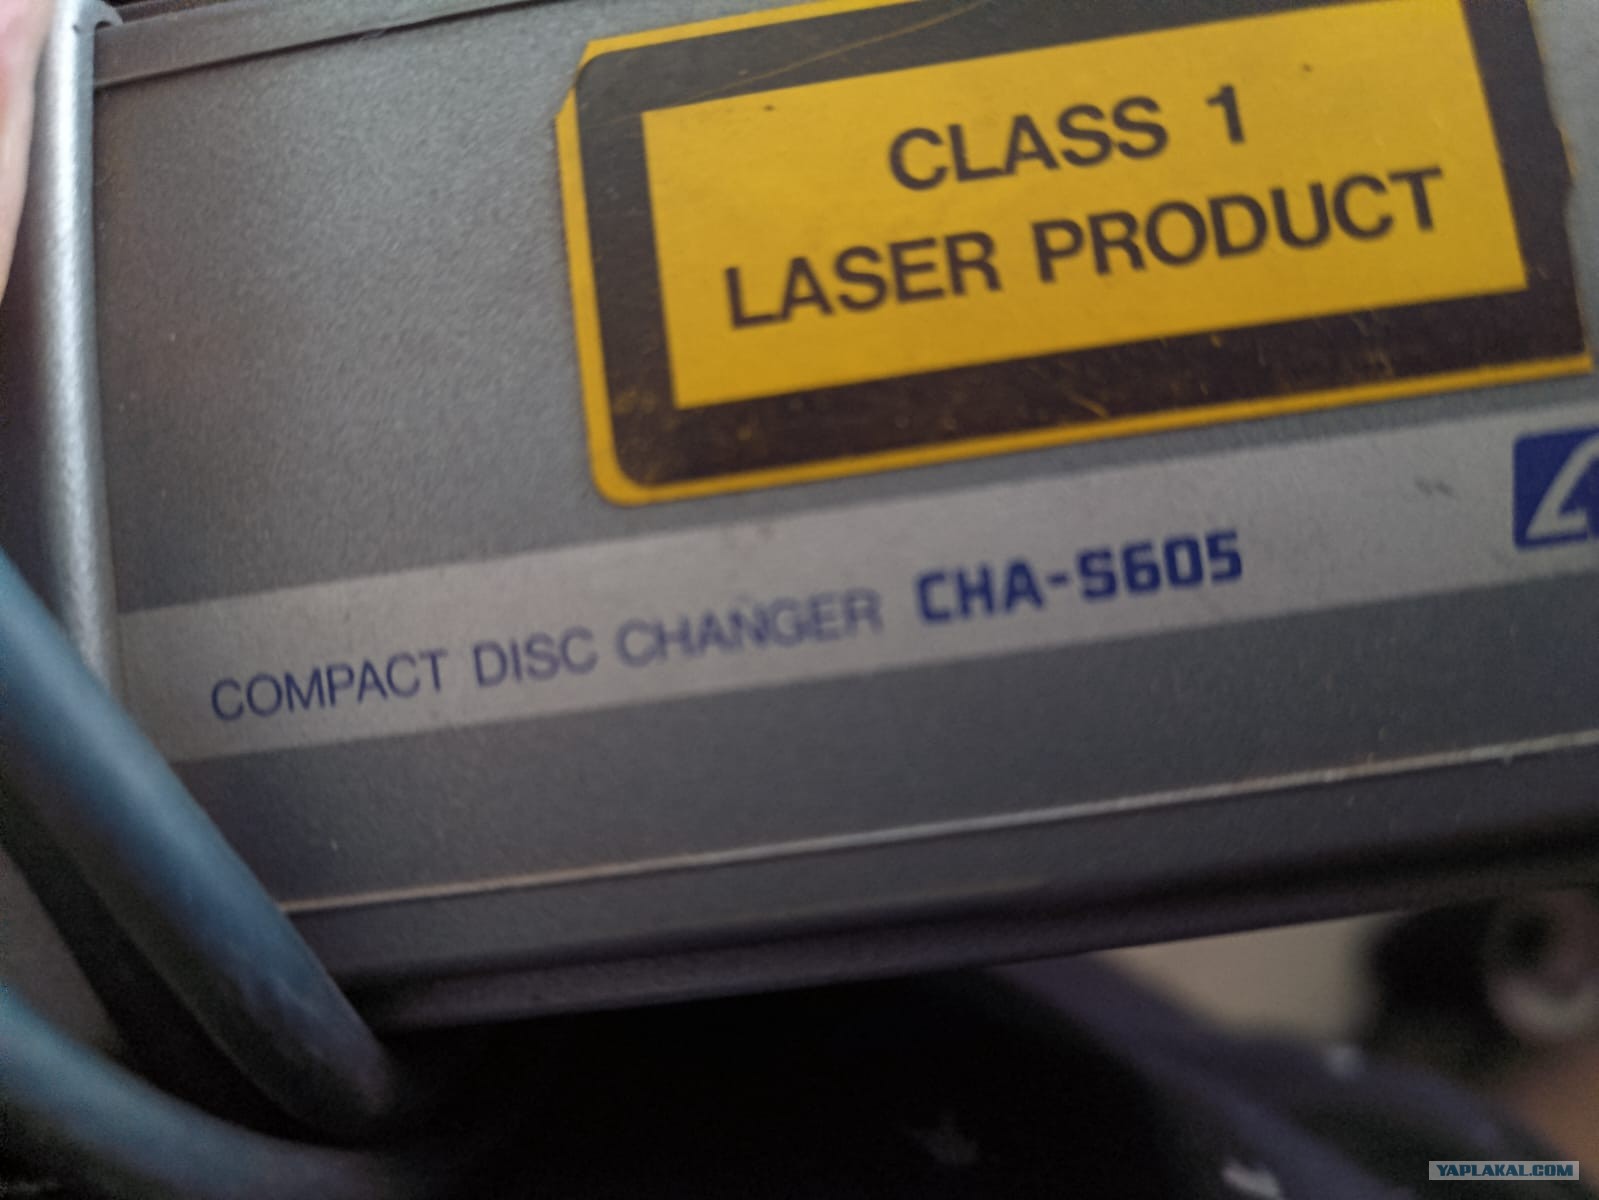 CLASS 1
LASER PRODUCT
COMPACT DISC CHANGER CHA-S605
YAPLAKAL.COM